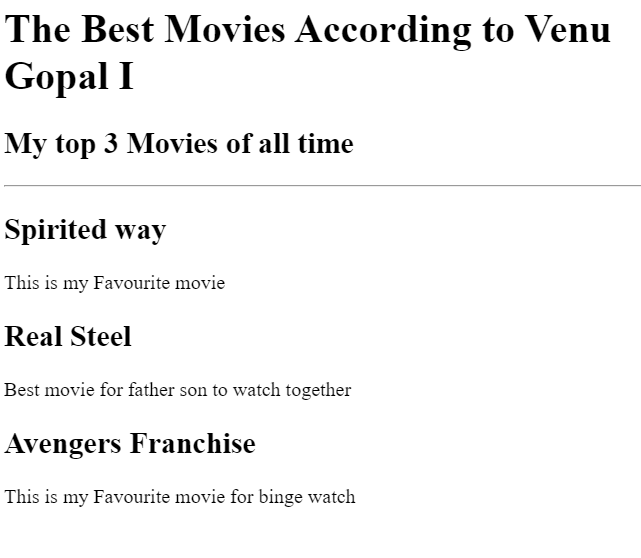 The Best Movies According to Venu
Gopal I
My top 3 Movies of all time
Spirited way
This is my Favourite movie
Real Steel
Best movie for father son to watch together
Avengers Franchise
This is my Favourite movie for binge watch